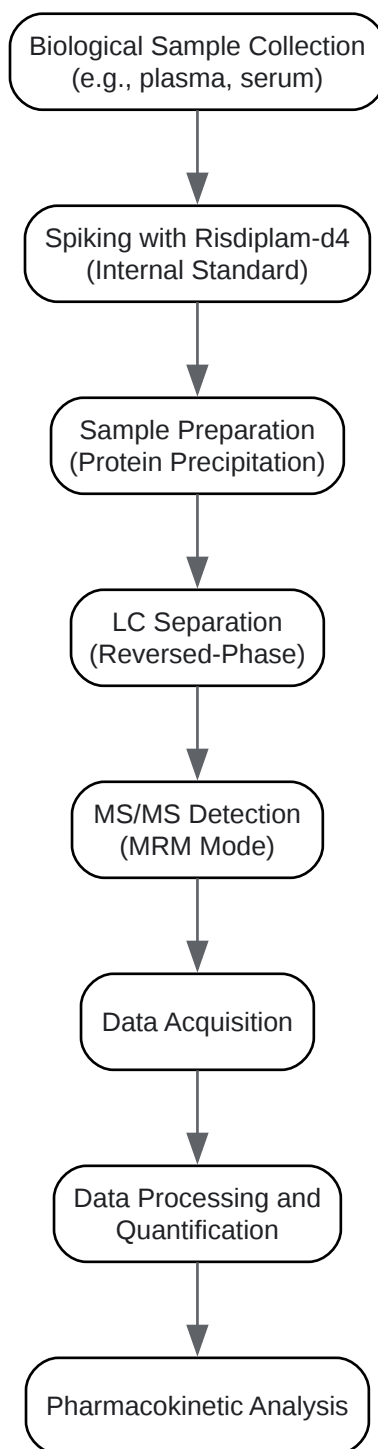 Biological Sample Collection
(e.g., plasma, serum)
Spiking with Risdiplam-d4
(Internal Standard)
Sample Preparation
(Protein Precipitation)
LC Separation
(Reversed-Phase)
MS/MS Detection
(MRM Mode)
Data Acquisition
Data Processing and
Quantification
Pharmacokinetic Analysis